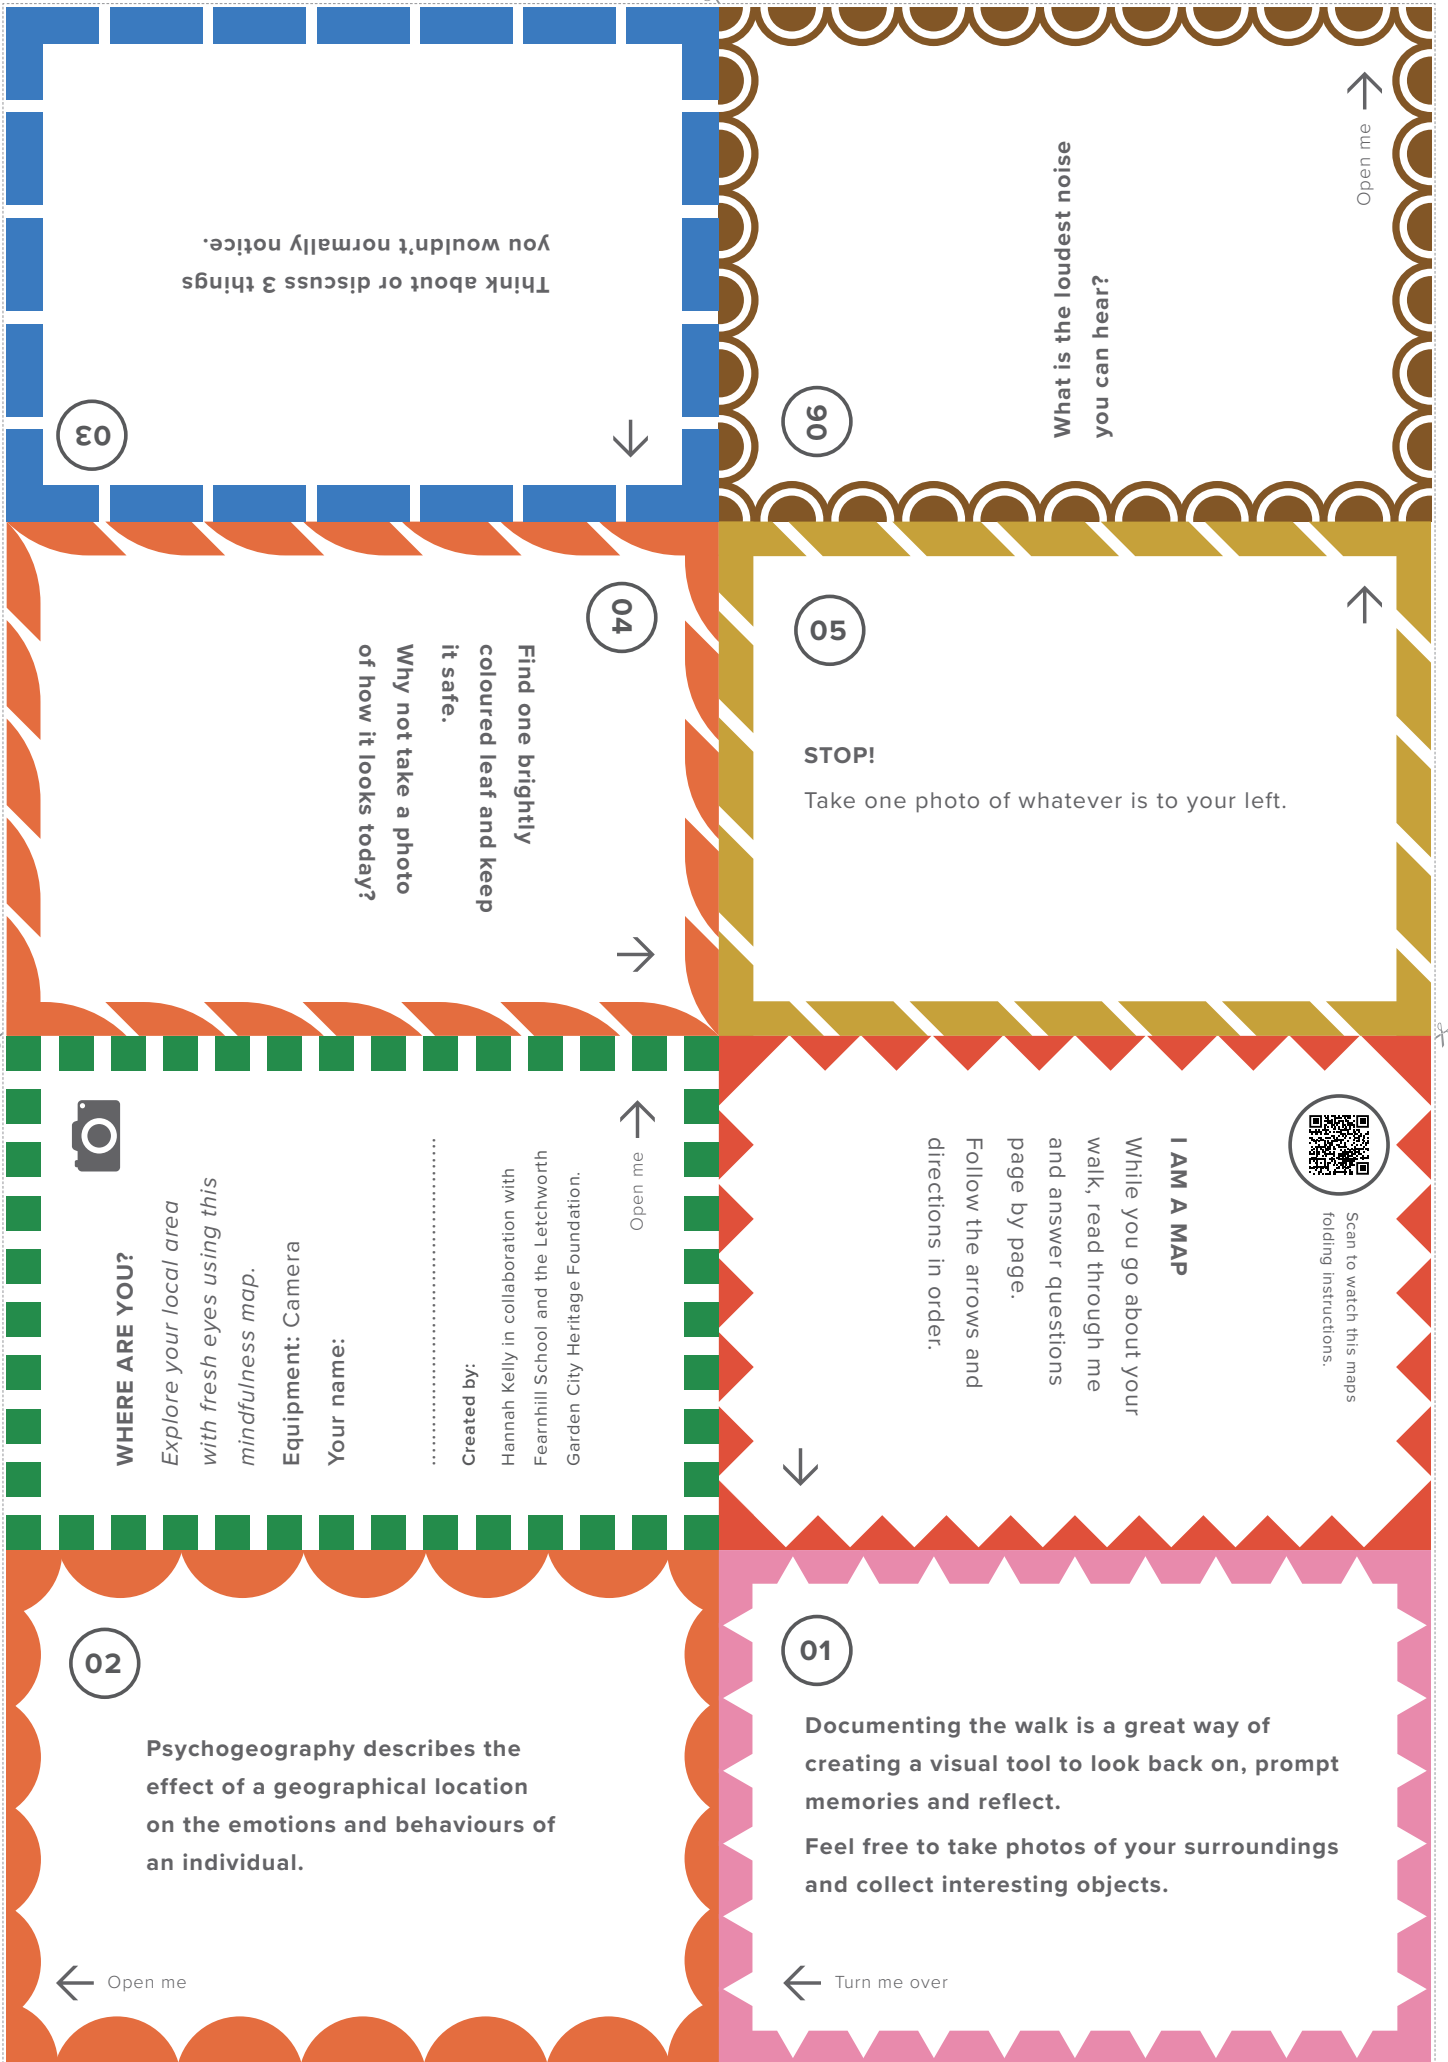 Think about or discuss 3 things
you wouldn't normally notice.
03
Open me
What is the loudest noise
you can hear?
06
04
Find one brightly
coloured leaf and keep
it safe.
Why not take a photo
of how it looks today?
05
STOP!
Take one photo of whatever is to your left.
WHERE ARE YOU?
Explore your local area
with fresh eyes using this
mindfulness map.
Equipment: Camera
Your name:
Created by:
Hannah Kelly in collaboration with
Fearnhill School and the Letchworth
Garden City Heritage Foundation.
Open me
Scan to watch this maps
folding instructions.
I AM A MAP
While you go about your
walk, read through me
and answer questions
page by page.
Follow the arrows and
directions in order.
02
Psychogeography describes the
effect of a geographical location
on the emotions and behaviours of
an individual.
Open me
01
Documenting the walk is a great way of
creating a visual tool to look back on, prompt
memories and reflect.
Feel free to take photos of your surroundings
and collect interesting objects.
Turn me over